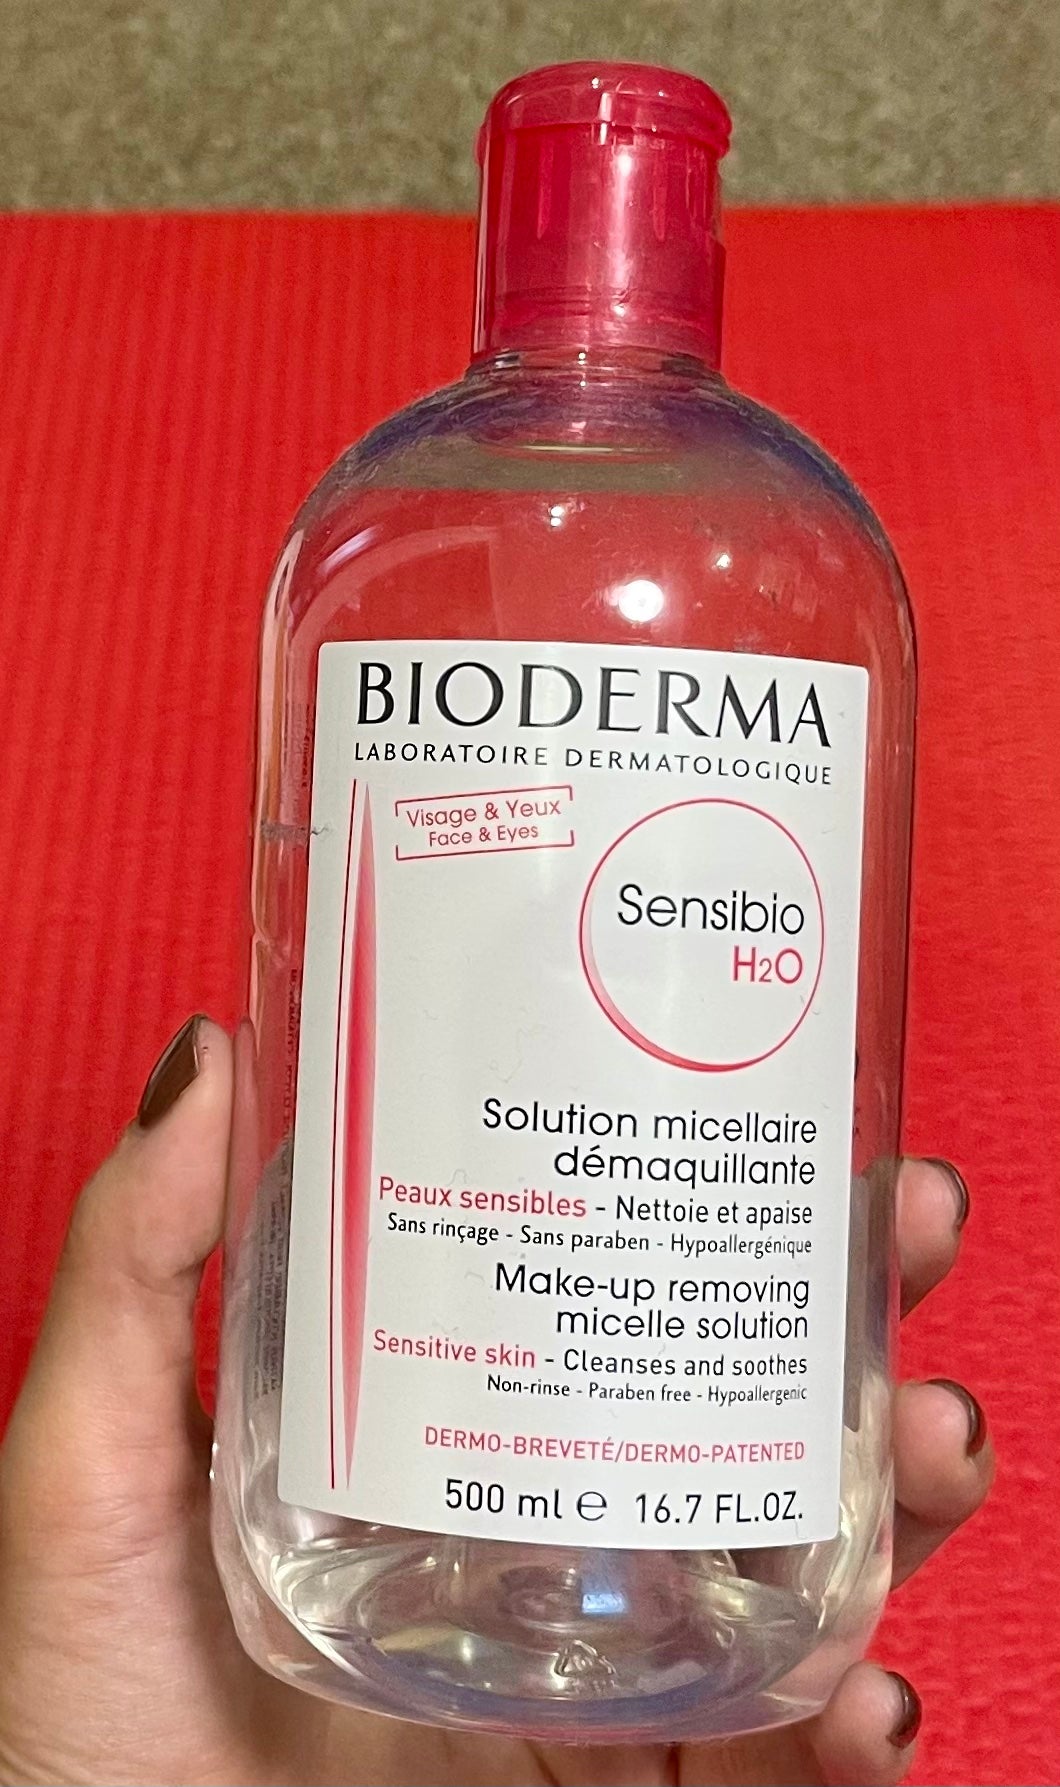 BIODERMA
LABORATOIRE DERMATOLOGIQUE
Visage & Yeux
Face & Eyes
Sensibio
H2O
Solution micellaire
démaquillante
Peaux sensibles - Nettoie et apaise
Sans rinçage - Sans paraben - Hypoallergénique
Make-up removing
micelle solution
Sensitive skin - Cleanses and soothes
Non-rinse - Paraben free - Hypoallergenic
DERMO-BREVETÉ/DERMO-PATENTED
500 ml e 16.7 FL.OZ.